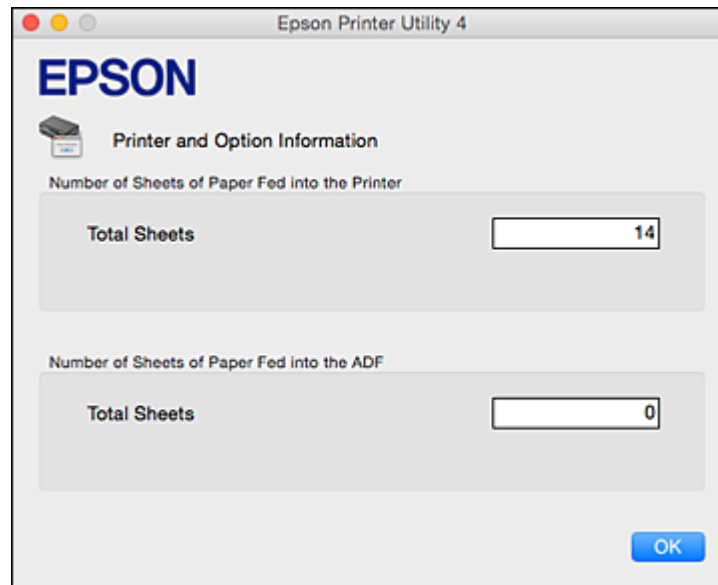 Epson Printer Utility 4
EPSON
Printer and Option Information
Number of Sheets of Paper Fed into the Printer
Total Sheets 14
Number of Sheets of Paper Fed into the ADF
Total Sheets 0
OK